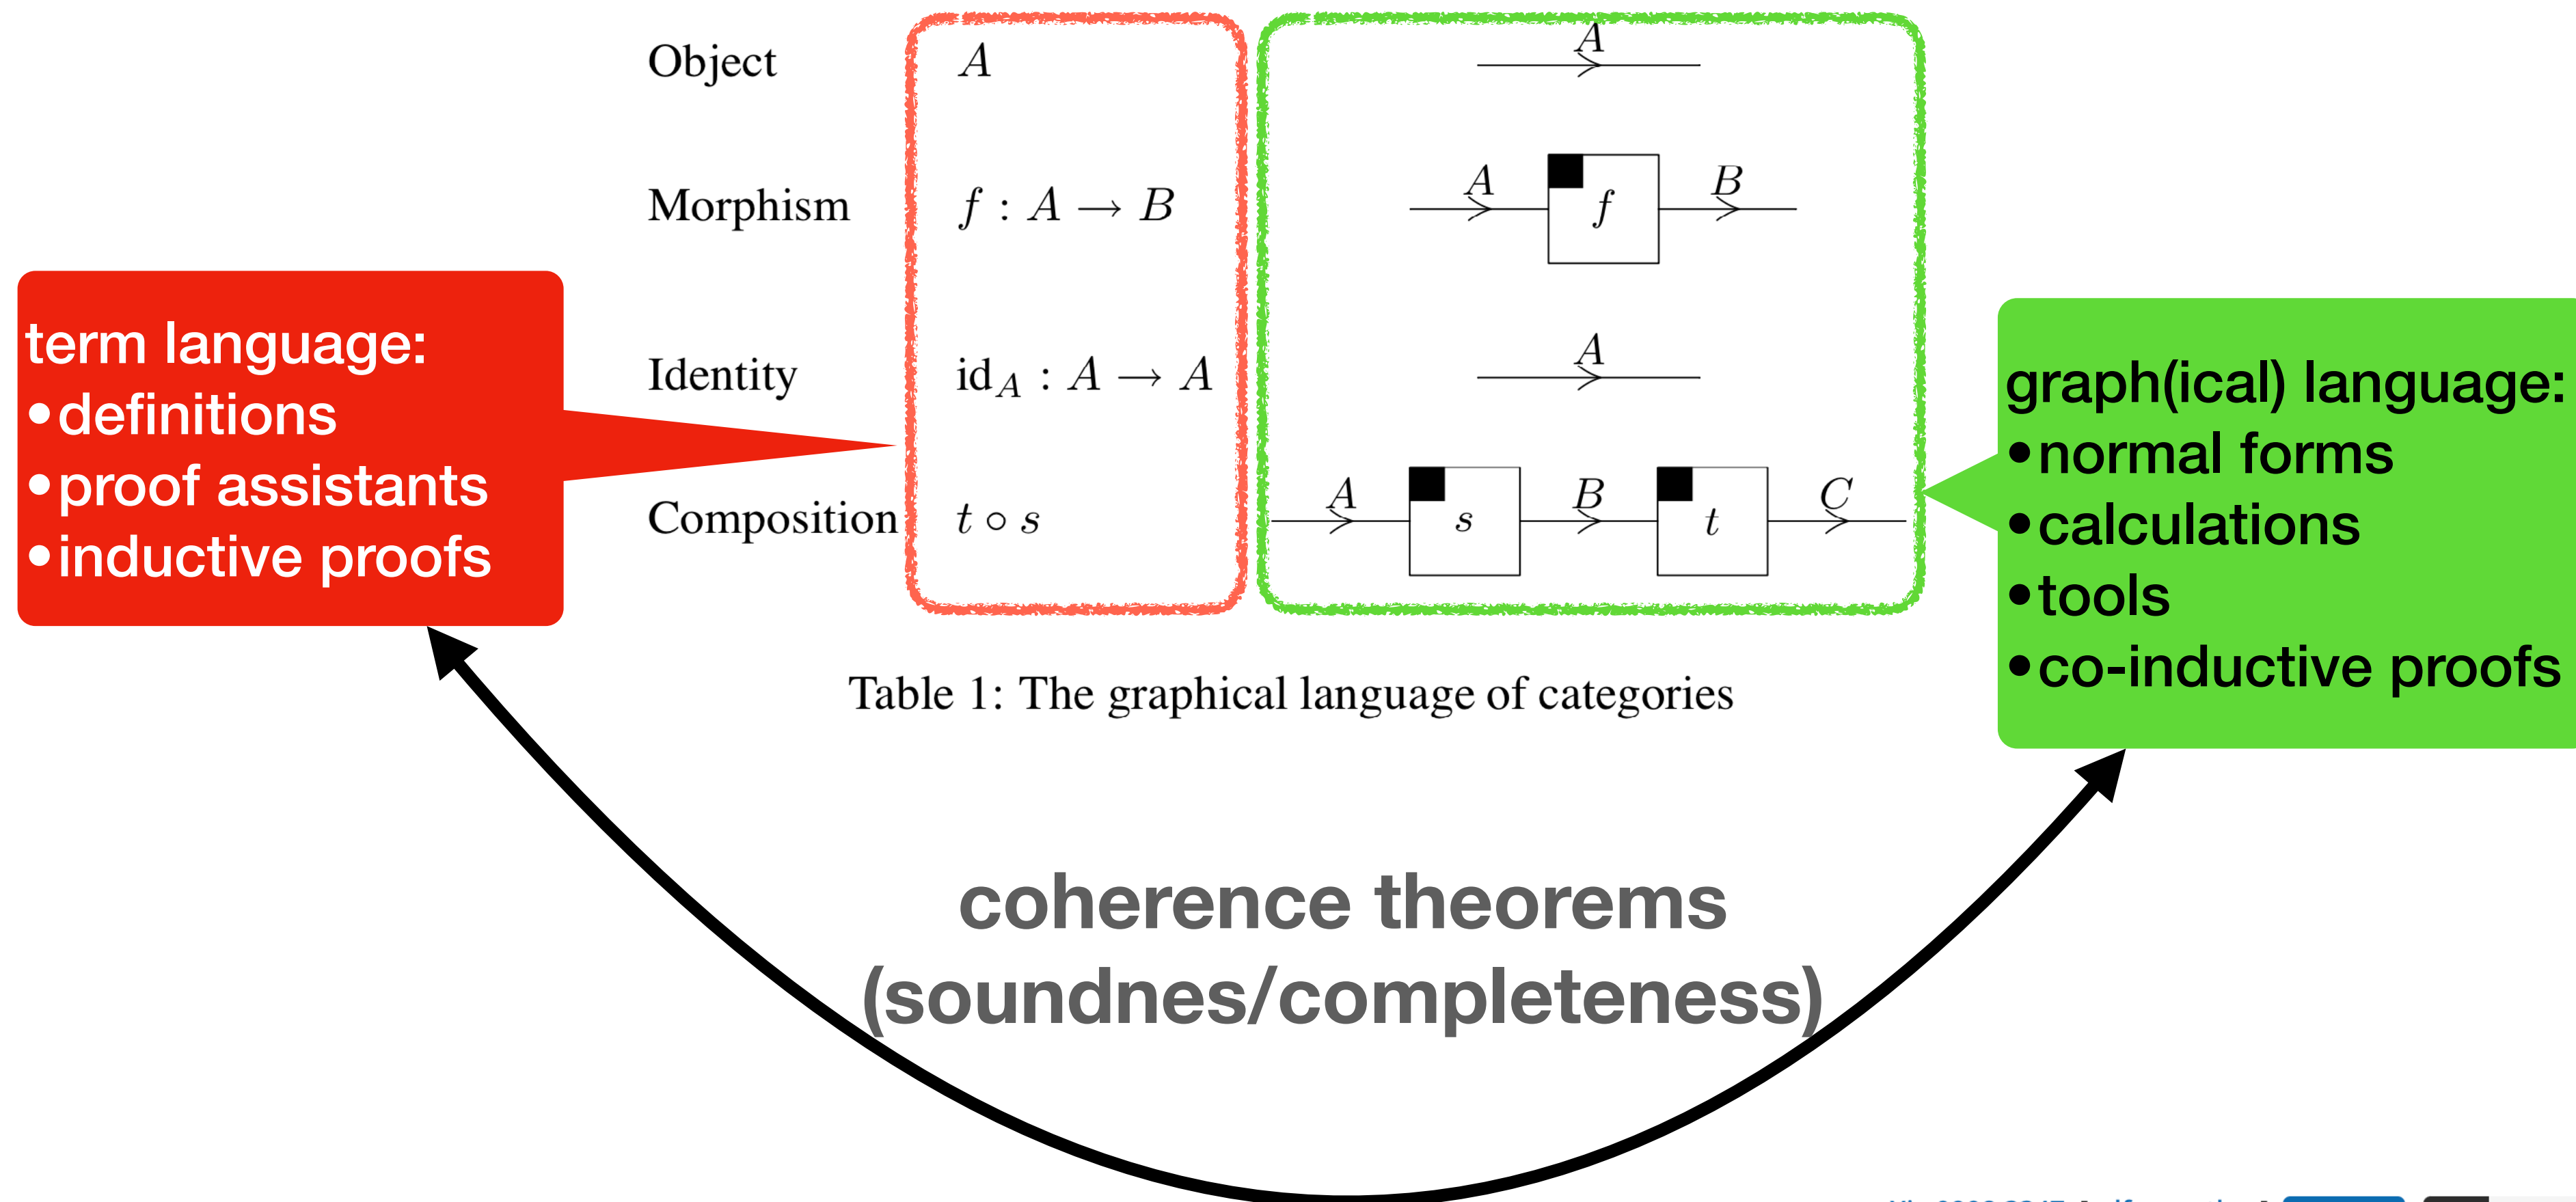 Object A A
Morphism f : A → B A f B
term language:
•definitions
•proof assistants
•inductive proofs
Identity id_A : A → A A
graph(ical) language:
•normal forms
•calculations
•tools
•co-inductive proofs
Composition t ∘ s A s B t C
Table 1: The graphical language of categories
coherence theorems
(soundnes/completeness)